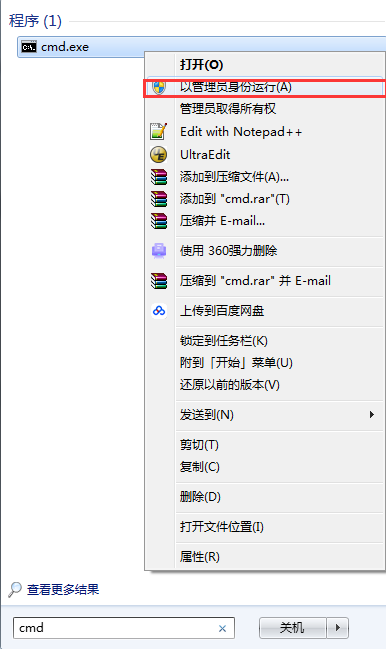 程序 (1)
cmd.exe
打开(O)
以管理员身份运行(A)
管理员取得所有权
Edit with Notepad++
UltraEdit
添加到压缩文件(A)...
添加到 "cmd.rar"(T)
压缩并 E-mail...
使用 360强力删除
压缩到 "cmd.rar" 并 E-mail
上传到百度网盘
锁定到任务栏(K)
附到「开始」菜单(U)
还原以前的版本(V)
发送到(N)
剪切(T)
复制(C)
删除(D)
打开文件位置(I)
属性(R)
查看更多结果
cmd
关机